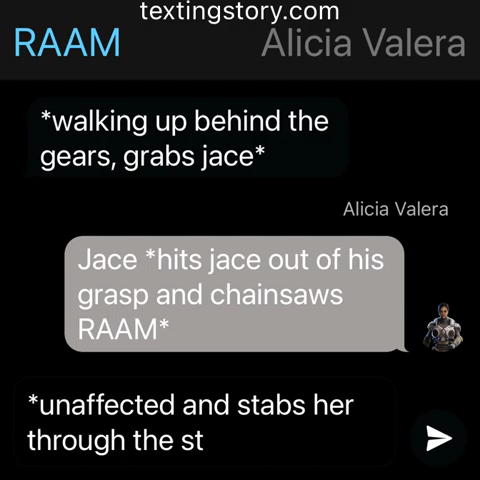 textingstory.com
RAAM
Alicia Valera
*walking up behind the
gears, grabs jace*
Alicia Valera
Jace *hits jace out of his
grasp and chainsaws
RAAM*
*unaffected and stabs her
through the st